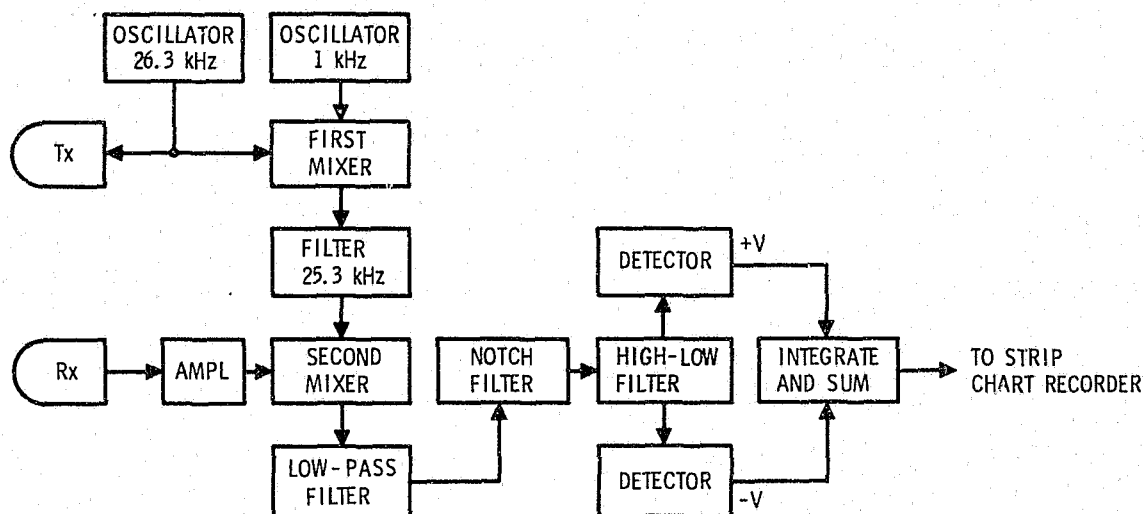 OSCILLATOR
26.3 kHz
OSCILLATOR
1 kHz
Tx
FIRST
MIXER
FILTER
25.3 kHz
DETECTOR
+V
Rx
AMPL
SECOND
MIXER
NOTCH
FILTER
HIGH-LOW
FILTER
INTEGRATE
AND SUM
TO STRIP
CHART RECORDER
LOW-PASS
FILTER
DETECTOR
-V